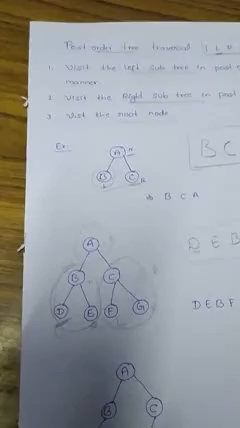 Post order tree traversal (L R
1. Visit the left sub tree in post o
manner.
2 Visit the Right sub tree in post
3 Visit the root node
Ex.
A
B C
B C
B C A
A
B C
D E B
D E F G
D E B F
A
B C